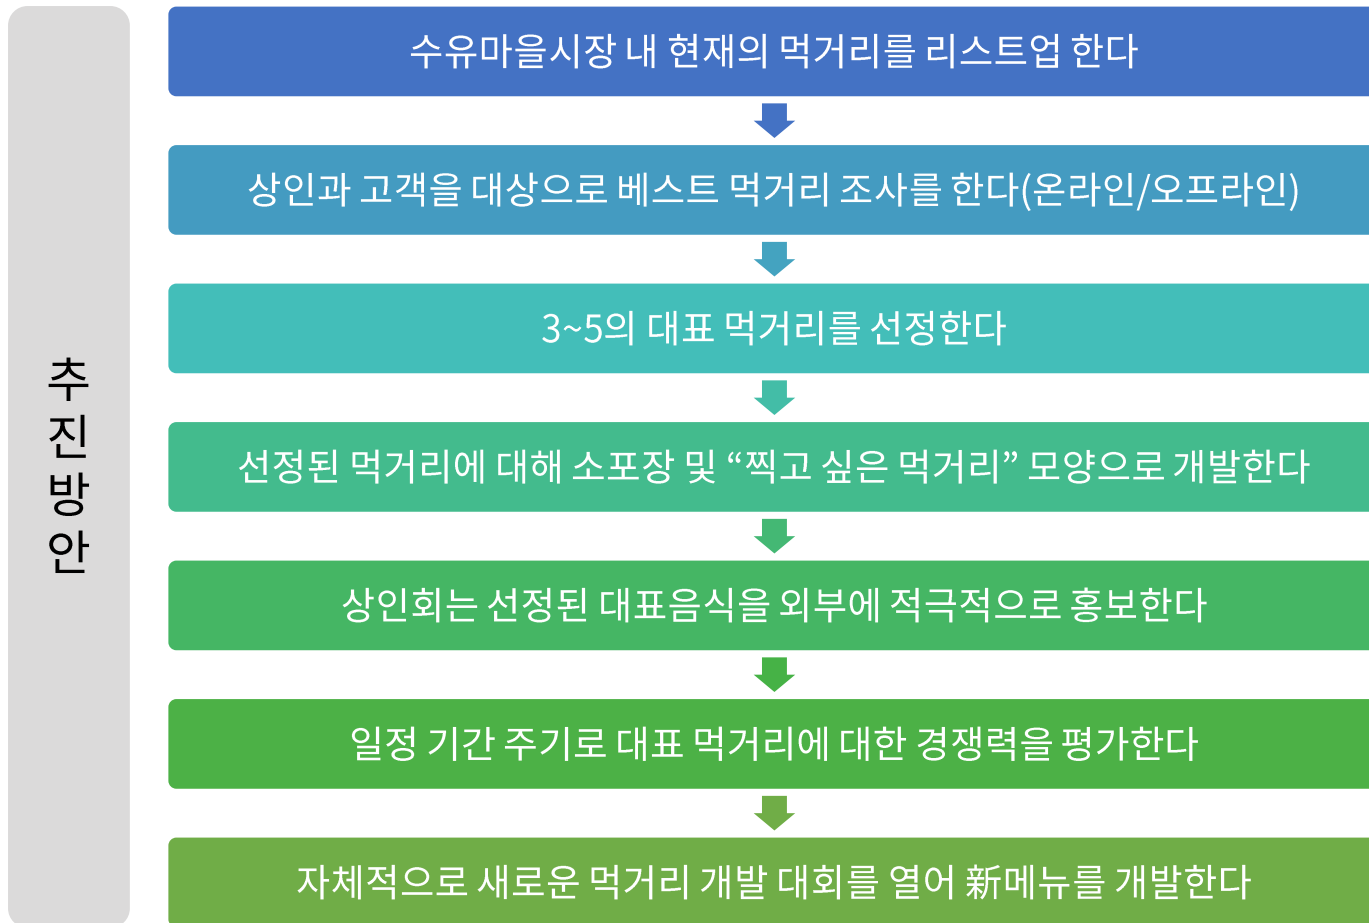 추진방안
수유마을시장 내 현재의 먹거리를 리스트업 한다
상인과 고객을 대상으로 베스트 먹거리 조사를 한다(온라인/오프라인)
3~5의 대표 먹거리를 선정한다
선정된 먹거리에 대해 소포장 및 “찍고 싶은 먹거리” 모양으로 개발한다
상인회는 선정된 대표음식을 외부에 적극적으로 홍보한다
일정 기간 주기로 대표 먹거리에 대한 경쟁력을 평가한다
자체적으로 새로운 먹거리 개발 대회를 열어 新메뉴를 개발한다